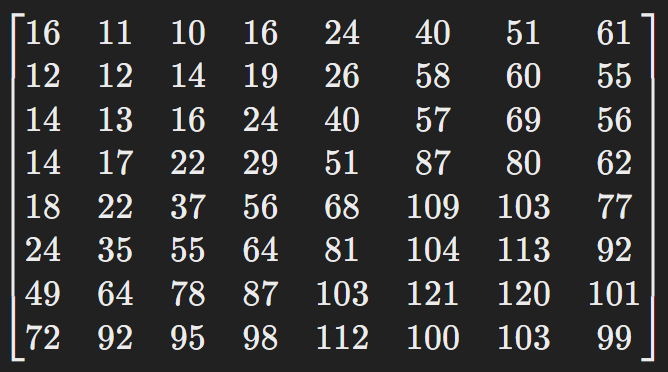 16 11 10 16 24 40 51 61
12 12 14 19 26 58 60 55
14 13 16 24 40 57 69 56
14 17 22 29 51 87 80 62
18 22 37 56 68 109 103 77
24 35 55 64 81 104 113 92
49 64 78 87 103 121 120 101
72 92 95 98 112 100 103 99